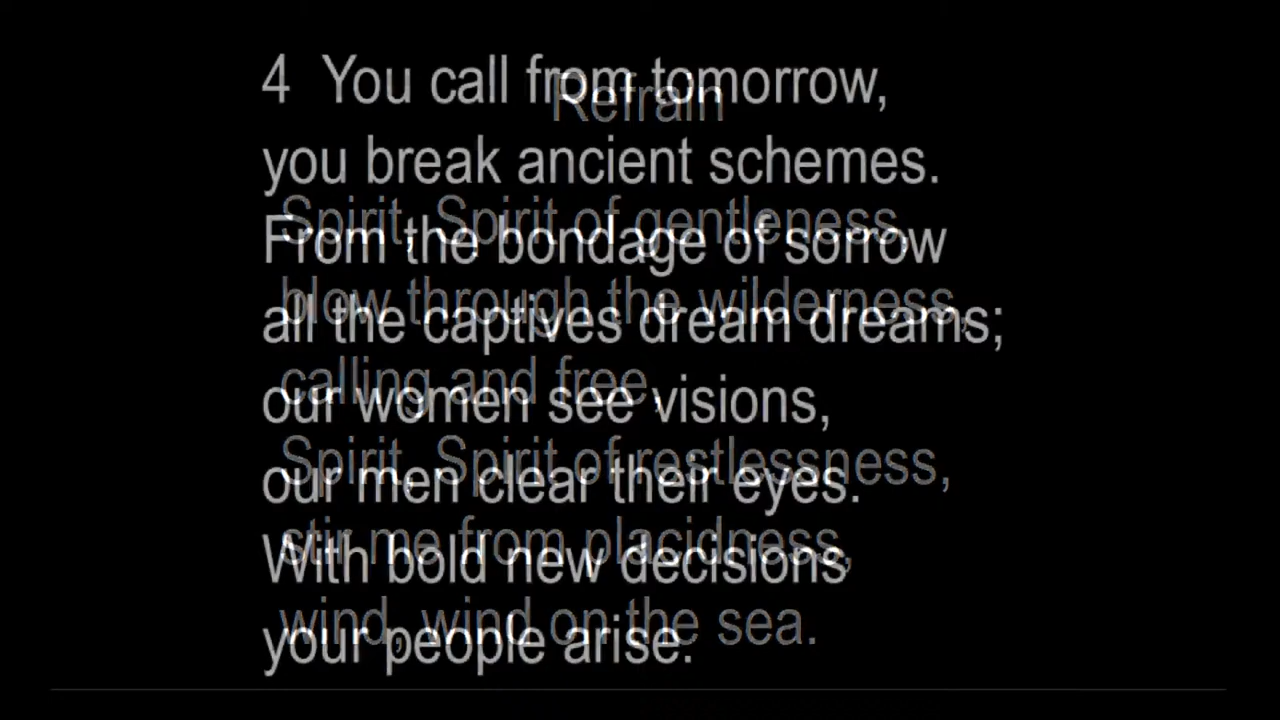 4 You call from tomorrow,
you break ancient schemes.
From the bondage of sorrow
all the captives dream dreams;
our women see visions,
our men clear their eyes.
With bold new decisions
your people arise.
Refrain
Spirit, Spirit of gentleness,
blow through the wilderness,
calling and free,
Spirit, Spirit of restlessness,
stir me from placidness,
wind, wind on the sea.